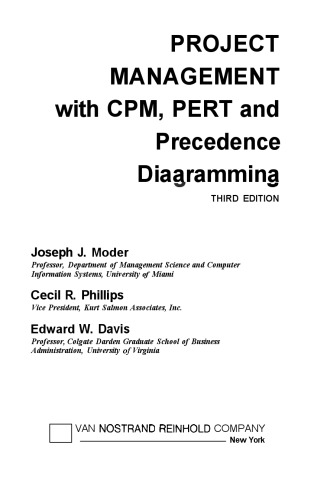 PROJECT
MANAGEMENT
with CPM, PERT and
Precedence
Diagramming
THIRD EDITION
Joseph J. Moder
Professor, Department of Management Science and Computer
Information Systems, University of Miami
Cecil R. Phillips
Vice President, Kurt Salmon Associates, Inc.
Edward W. Davis
Professor, Colgate Darden Graduate School of Business
Administration, University of Virginia
VAN NOSTRAND REINHOLD COMPANY
New York